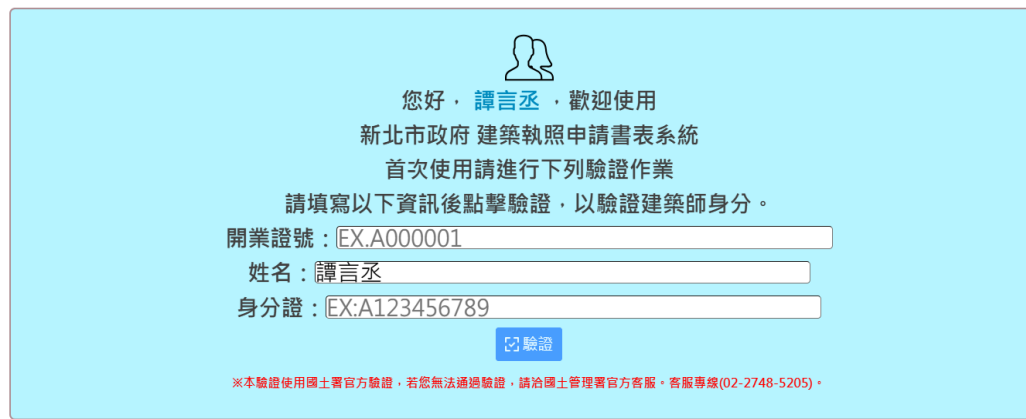 您好, 譚言丞 ,歡迎使用
新北市政府 建築執照申請書表系統
首次使用請進行下列驗證作業
請填寫以下資訊後點擊驗證,以驗證建築師身分。
開業證號:EX.A000001
姓名:譚言丞
身分證:EX:A123456789
驗證
※本驗證使用國土署官方驗證,若您無法通過驗證,請洽國土管理署官方客服。客服專線(02-2748-5205)。